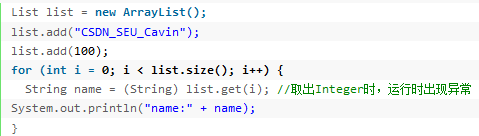 List list = new ArrayList();
list.add("CSDN_SEU_Cavin");
list.add(100);
for (int i = 0; i < list.size(); i++) {
  String name = (String) list.get(i); //取出Integer时，运行时出现异常
System.out.println("name:" + name);
}